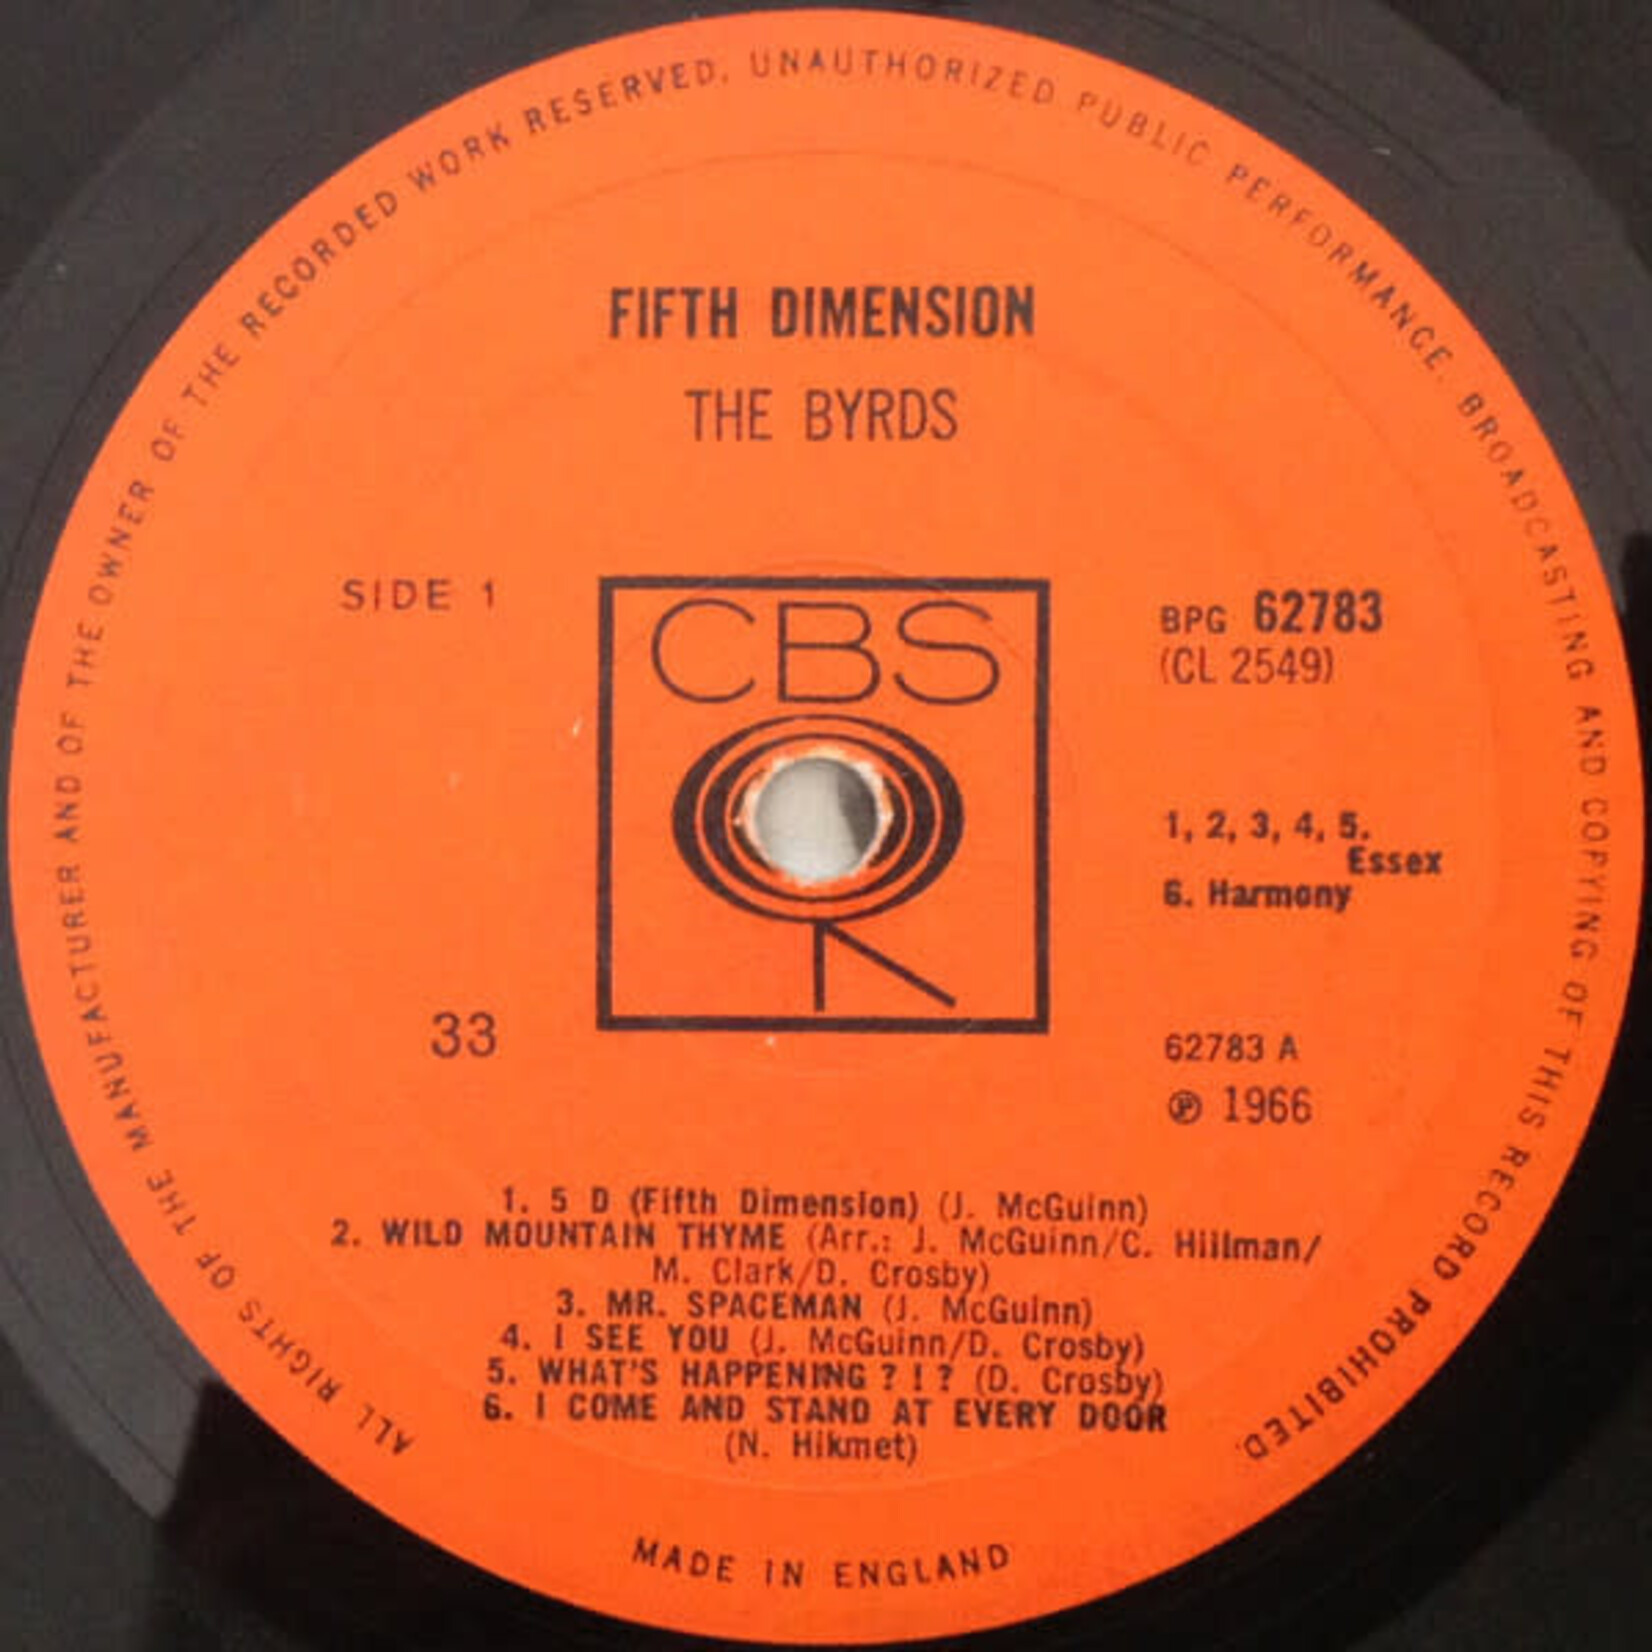 ALL RIGHTS OF THE MANUFACTURER AND OF THE OWNER OF THE RECORDED WORK RESERVED. UNAUTHORIZED PUBLIC PERFORMANCE. BROADCASTING AND COPYING OF THIS RECORD PROHIBITED.
FIFTH DIMENSION
THE BYRDS
SIDE 1
CBS
BPG 62783
(CL 2549)
1, 2, 3, 4, 5.
Essex
6. Harmony
33
62783 A
℗ 1966
1. 5 D (Fifth Dimension) (J. McGuinn)
2. WILD MOUNTAIN THYME (Arr.: J. McGuinn/C. Hillman/
M. Clark/D. Crosby)
3. MR. SPACEMAN (J. McGuinn)
4. I SEE YOU (J. McGuinn/D. Crosby)
5. WHAT'S HAPPENING ? ! ? (D. Crosby)
6. I COME AND STAND AT EVERY DOOR
(N. Hikmet)
MADE IN ENGLAND